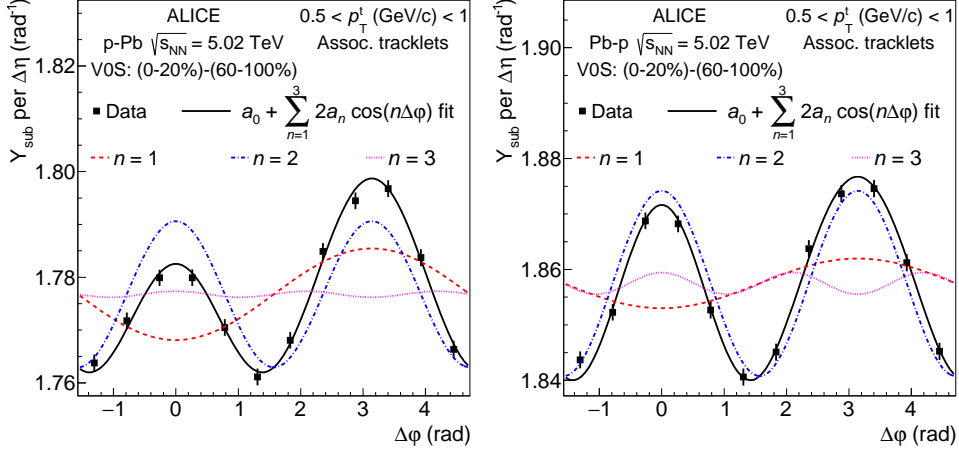 ALICE
0.5 < p_T^t (GeV/c) < 1
p-Pb √s_NN = 5.02 TeV
Assoc. tracklets
V0S: (0-20%)-(60-100%)
Data
a_0 + ∑_{n=1}^{3} 2a_n cos(nΔφ) fit
n = 1
n = 2
n = 3
Y_sub per Δη (rad⁻¹)
1.82
1.80
1.78
1.76
−1 0 1 2 3 4
Δφ (rad)
ALICE
0.5 < p_T^t (GeV/c) < 1
Pb-p √s_NN = 5.02 TeV
Assoc. tracklets
V0S: (0-20%)-(60-100%)
Data
a_0 + ∑_{n=1}^{3} 2a_n cos(nΔφ) fit
n = 1
n = 2
n = 3
Y_sub per Δη (rad⁻¹)
1.90
1.88
1.86
1.84
−1 0 1 2 3 4
Δφ (rad)